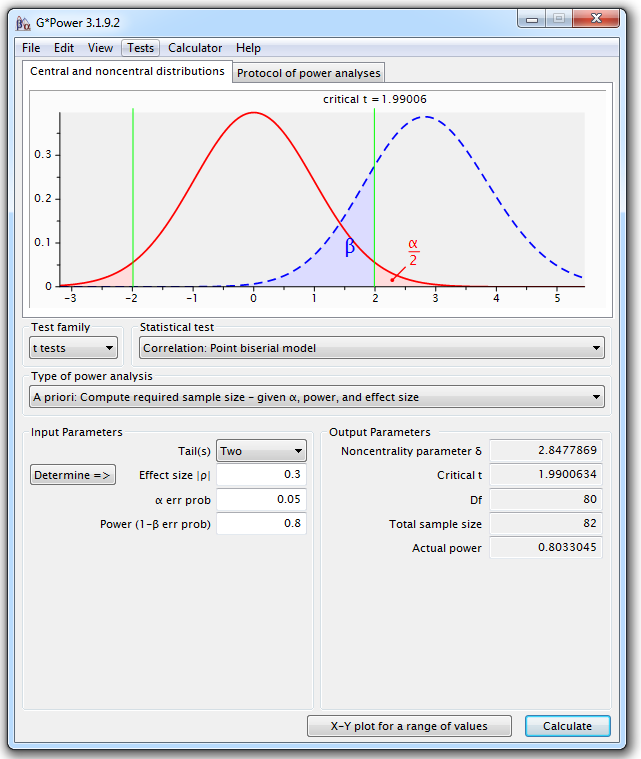 G*Power 3.1.9.2
File Edit View Tests Calculator Help
Central and noncentral distributions Protocol of power analyses
critical t = 1.99006
0.3
0.2
0.1
0
β
α
2
-3 -2 -1 0 1 2 3 4 5
Test family Statistical test
t tests Correlation: Point biserial model
Type of power analysis
A priori: Compute required sample size - given α, power, and effect size
Input Parameters Output Parameters
Tail(s) Two Noncentrality parameter δ 2.8477869
Determine => Effect size |ρ| 0.3 Critical t 1.9900634
α err prob 0.05 Df 80
Power (1-β err prob) 0.8 Total sample size 82
Actual power 0.8033045
X-Y plot for a range of values Calculate